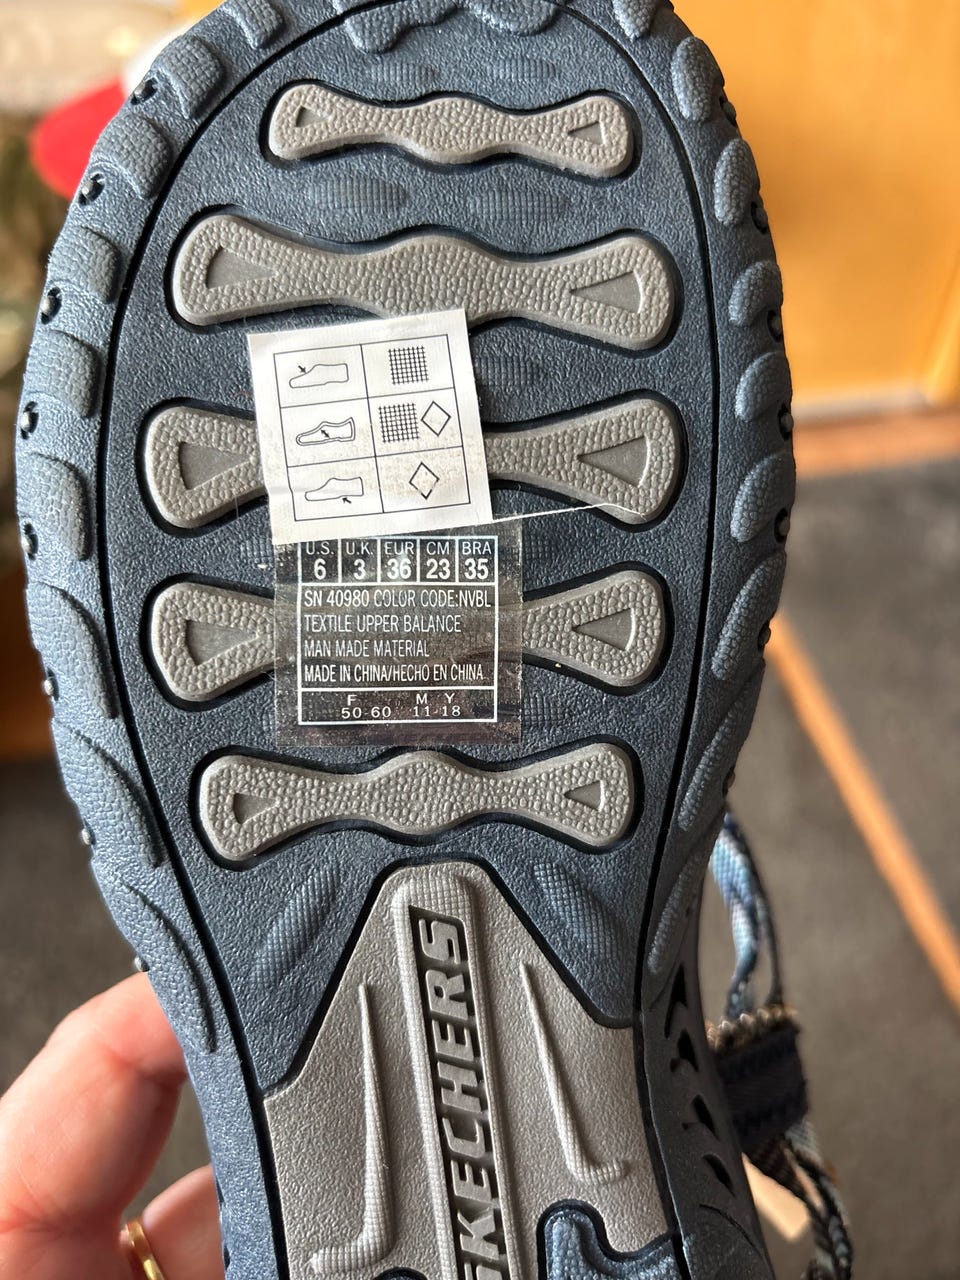 U.S. U.K. EUR CM BRA
6 3 36 23 35
SN 40980 COLOR CODE:NVBL
TEXTILE UPPER BALANCE
MAN MADE MATERIAL
MADE IN CHINA/HECHO EN CHINA
F M Y
50-60 11-18
SKECHERS